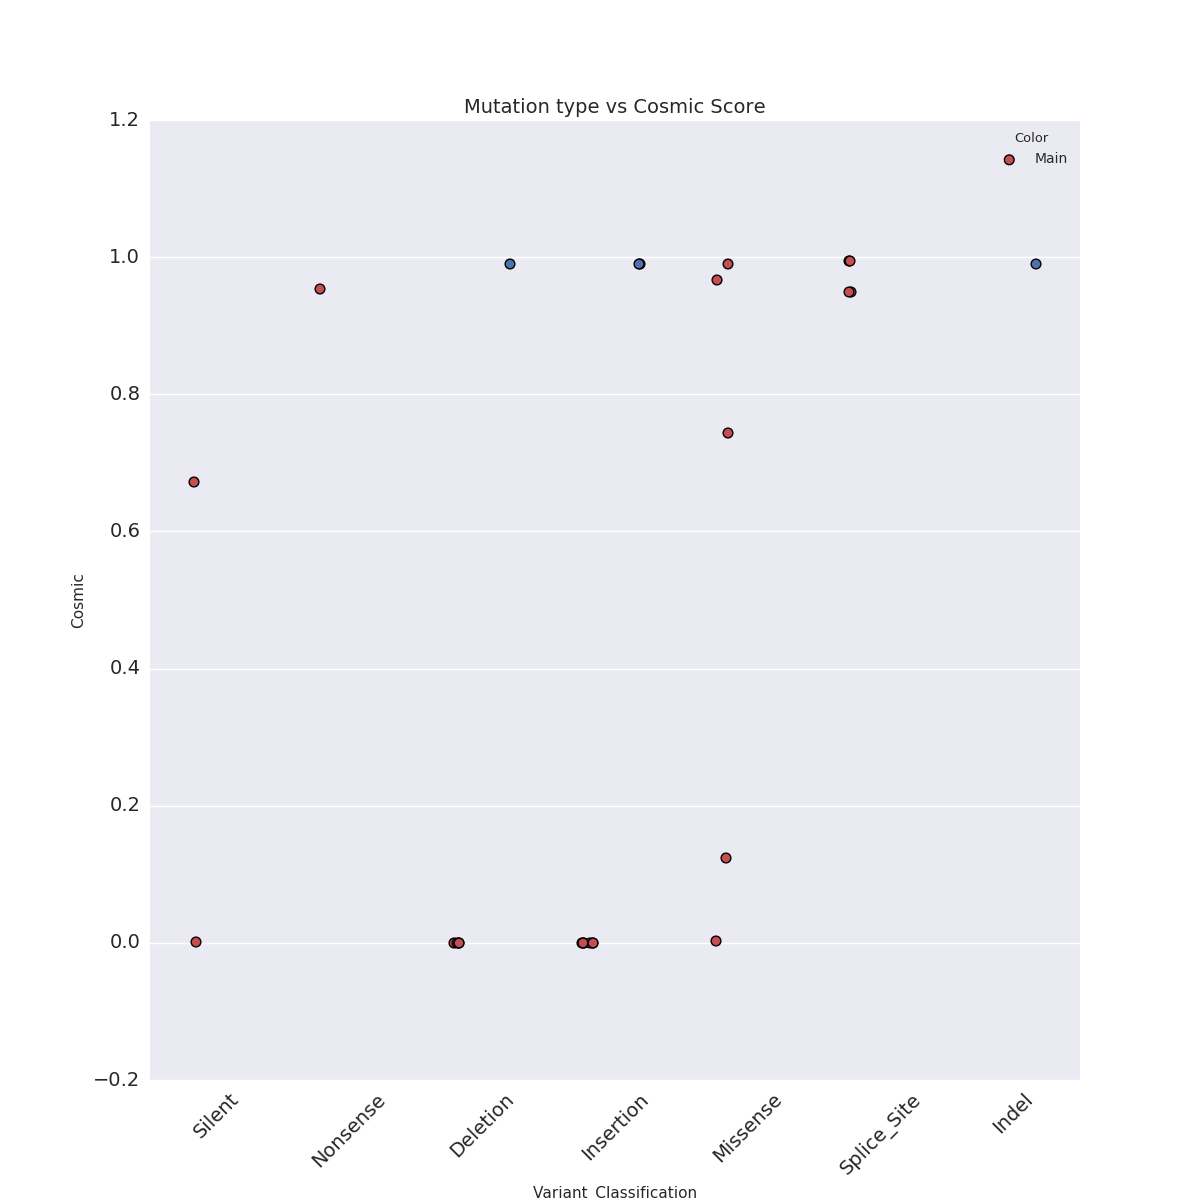 Mutation type vs Cosmic Score
1.2
Color
Main
1.0
0.8
0.6
Cosmic
0.4
0.2
0.0
−0.2
Silent
Nonsense
Deletion
Insertion
Missense
Splice_Site
Indel
Variant_Classification